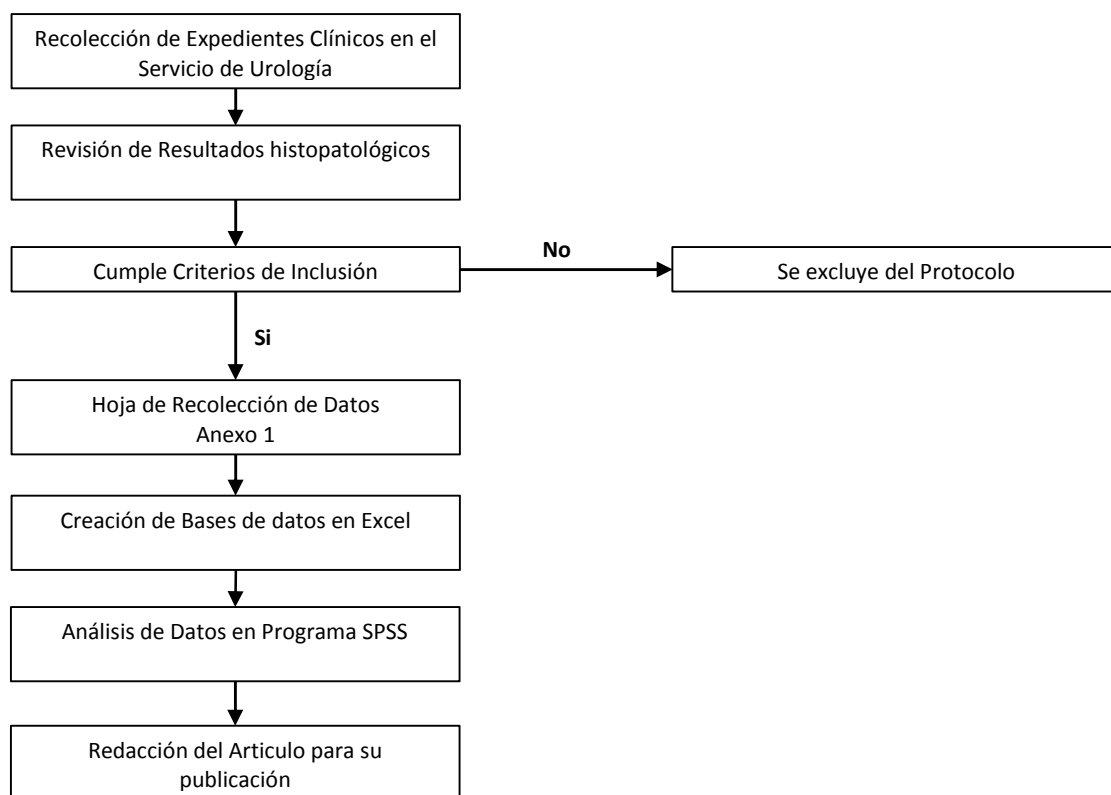 Recolección de Expedientes Clínicos en el
Servicio de Urología
Revisión de Resultados histopatológicos
Cumple Criterios de Inclusión
No
Se excluye del Protocolo
Si
Hoja de Recolección de Datos
Anexo 1
Creación de Bases de datos en Excel
Análisis de Datos en Programa SPSS
Redacción del Articulo para su
publicación